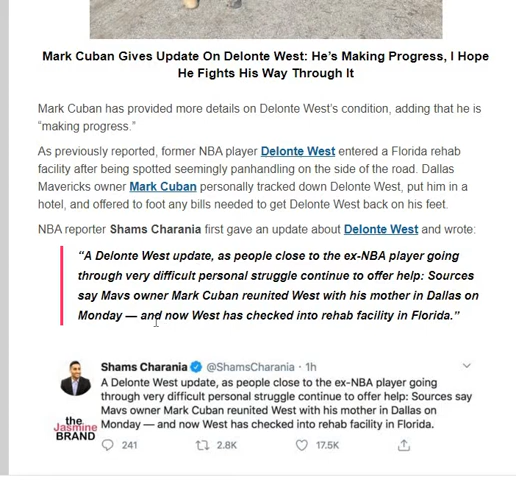 Mark Cuban Gives Update On Delonte West: He's Making Progress, I Hope
He Fights His Way Through It
Mark Cuban has provided more details on Delonte West's condition, adding that he is
“making progress.”
As previously reported, former NBA player Delonte West entered a Florida rehab
facility after being spotted seemingly panhandling on the side of the road. Dallas
Mavericks owner Mark Cuban personally tracked down Delonte West, put him in a
hotel, and offered to foot any bills needed to get Delonte West back on his feet.
NBA reporter Shams Charania first gave an update about Delonte West and wrote:
“A Delonte West update, as people close to the ex-NBA player going
through very difficult personal struggle continue to offer help: Sources
say Mavs owner Mark Cuban reunited West with his mother in Dallas on
Monday — and now West has checked into rehab facility in Florida.”
Shams Charania @ShamsCharania · 1h
A Delonte West update, as people close to the ex-NBA player going
through very difficult personal struggle continue to offer help: Sources say
Mavs owner Mark Cuban reunited West with his mother in Dallas on
Monday — and now West has checked into rehab facility in Florida.
the
Jasmine
BRAND
241 2.8K 17.5K